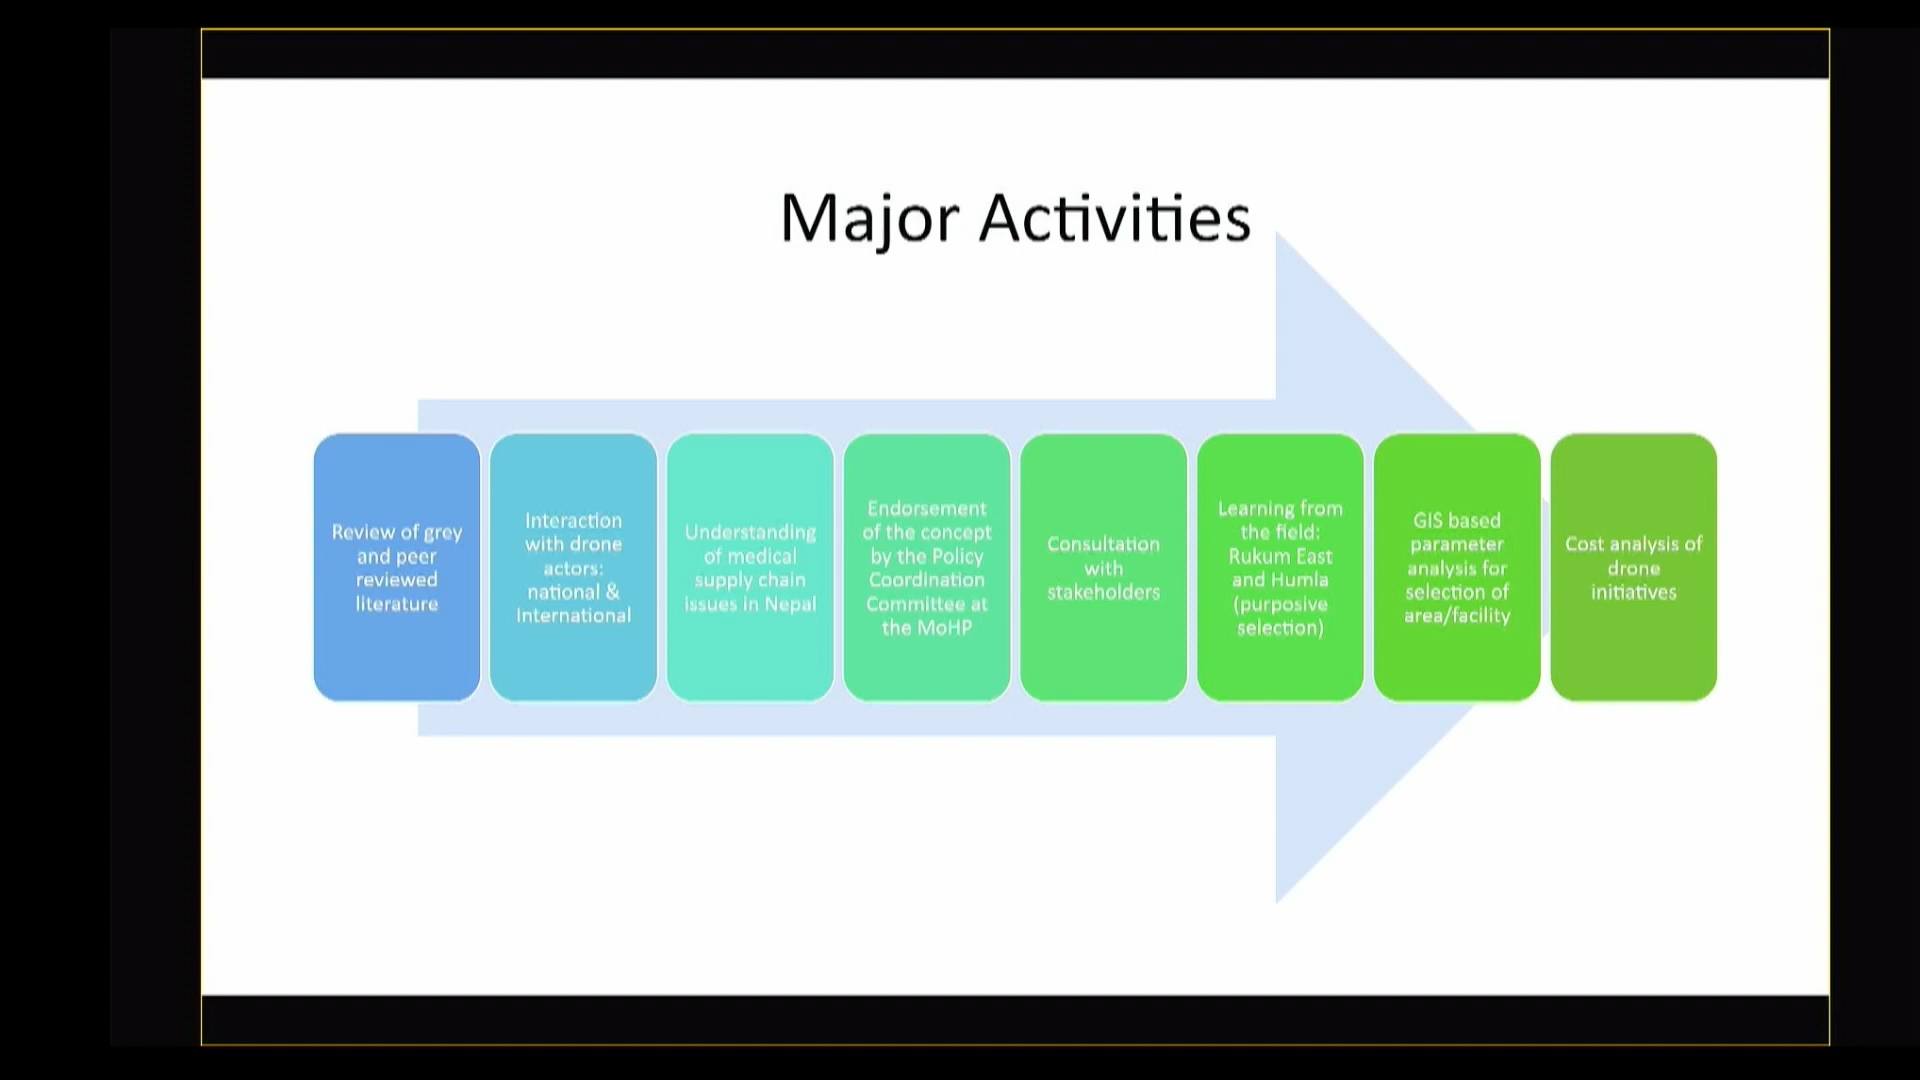 Major Activities
Review of grey
and peer
reviewed
literature
Interaction
with drone
actors:
national &
International
Understanding
of medical
supply chain
issues in Nepal
Endorsement
of the concept
by the Policy
Coordination
Committee at
the MoHP
Consultation
with
stakeholders
Learning from
the field:
Rukum East
and Humla
(purposive
selection)
GIS based
parameter
analysis for
selection of
area/facility
Cost analysis of
drone
initiatives